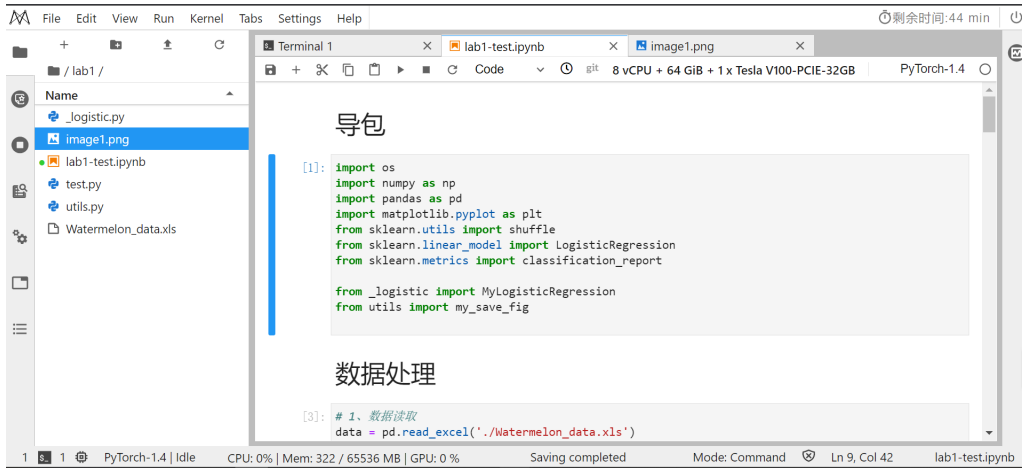 File Edit View Run Kernel Tabs Settings Help
剩余时间:44 min
/ lab1 /
Name
_logistic.py
image1.png
lab1-test.ipynb
test.py
utils.py
Watermelon_data.xls
Terminal 1
lab1-test.ipynb
image1.png
Code
git
8 vCPU + 64 GiB + 1 x Tesla V100-PCIE-32GB
PyTorch-1.4
导包
[1]:
import os
import numpy as np
import pandas as pd
import matplotlib.pyplot as plt
from sklearn.utils import shuffle
from sklearn.linear_model import LogisticRegression
from sklearn.metrics import classification_report
from _logistic import MyLogisticRegression
from utils import my_save_fig
数据处理
[3]:
# 1、数据读取
data = pd.read_excel('./Watermelon_data.xls')
1 $_ 1 PyTorch-1.4 | Idle CPU: 0% | Mem: 322 / 65536 MB | GPU: 0 % Saving completed Mode: Command Ln 9, Col 42 lab1-test.ipynb